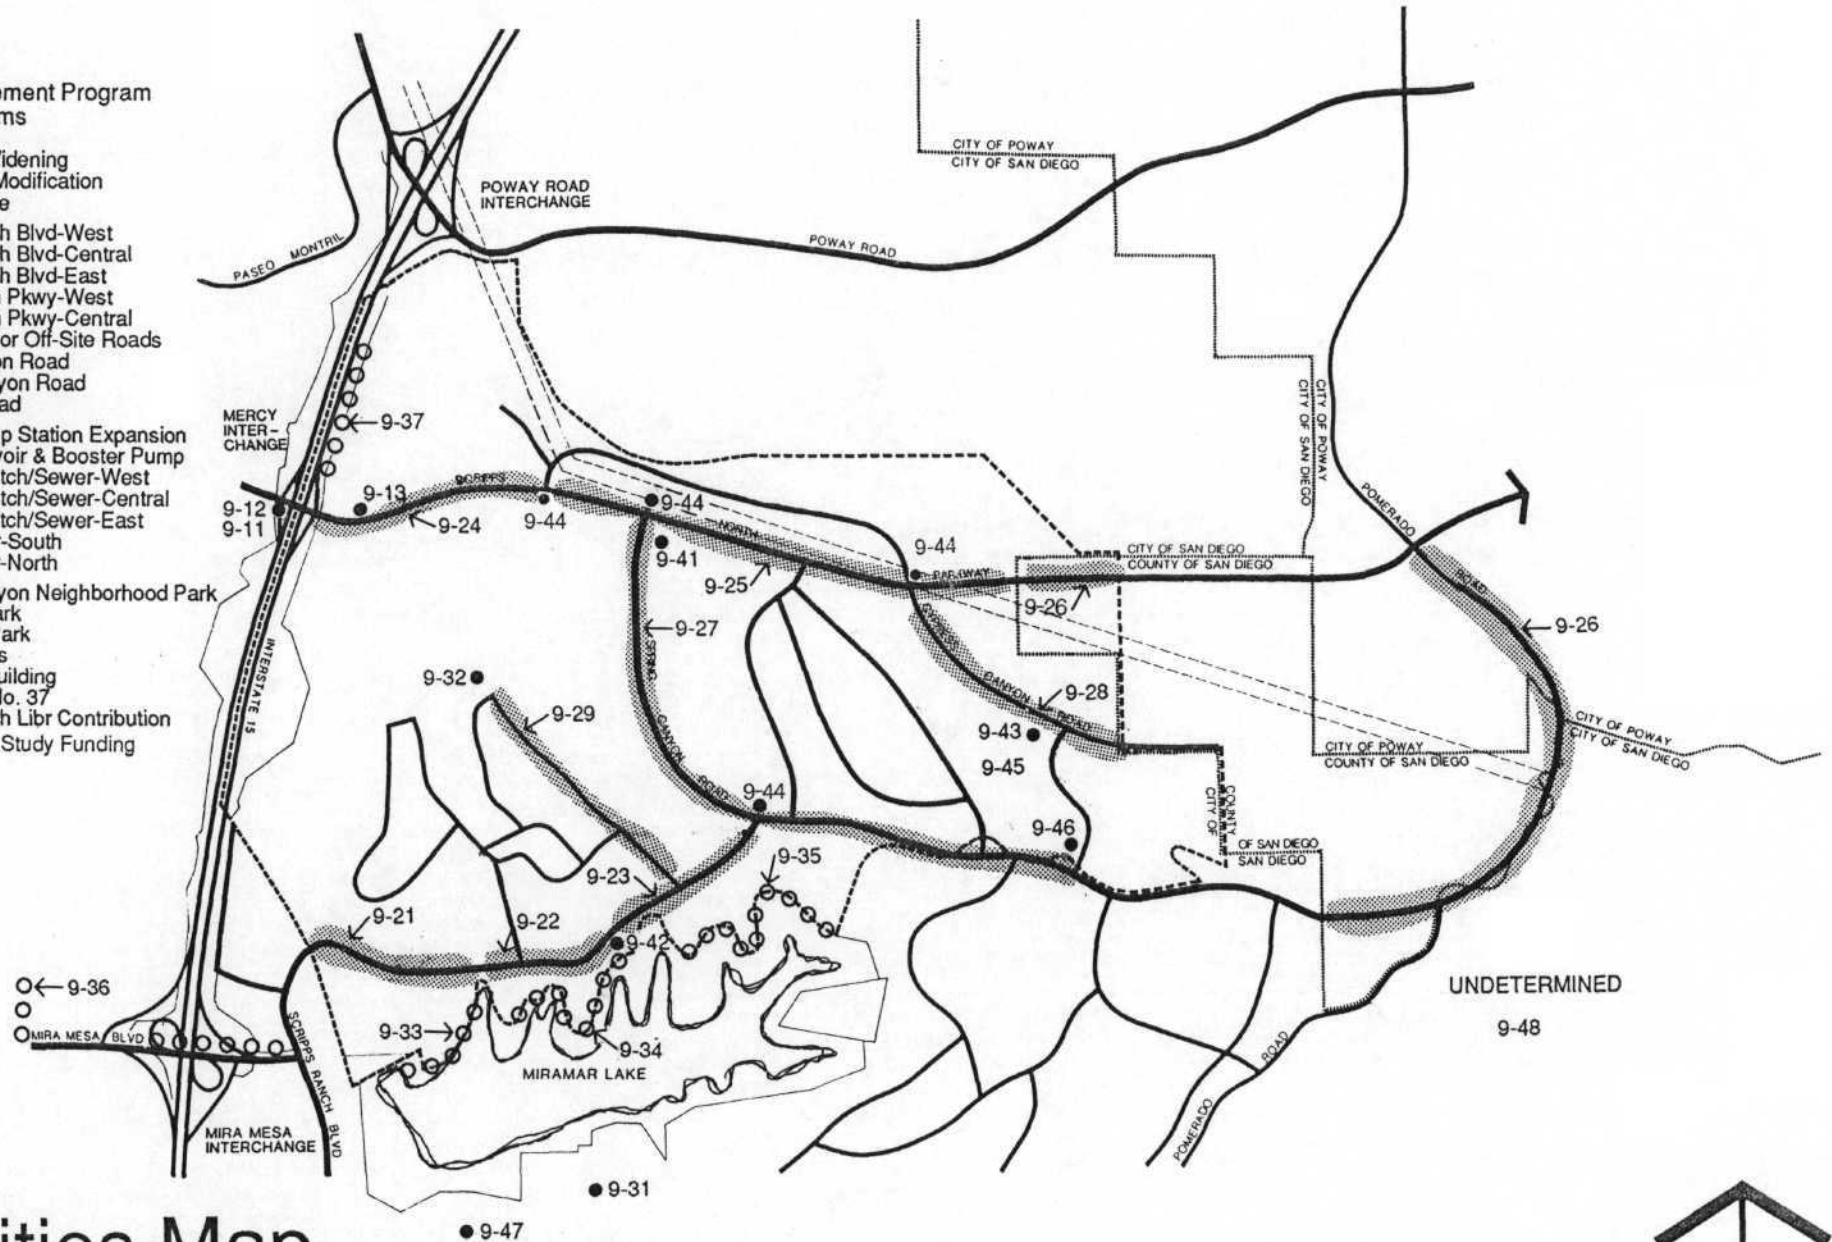 ement Program
ms
Videning
Modification
e
h Blvd-West
h Blvd-Central
h Blvd-East
Pkwy-West
Pkwy-Central
or Off-Site Roads
on Road
yon Road
ad
p Station Expansion
voir & Booster Pump
tch/Sewer-West
tch/Sewer-Central
tch/Sewer-East
r-South
r-North
yon Neighborhood Park
ark
Park
s
uilding
No. 37
h Libr Contribution
Study Funding
CITY OF POWAY
CITY OF SAN DIEGO
POWAY ROAD
INTERCHANGE
PASEO MONTRIL
POWAY ROAD
MERCY
INTER-
CHANGE
9-37
CITY OF POWAY
CITY OF SAN DIEGO
POMERADO
ROAD
9-12
9-11
9-13
9-24
SCRIPPS
9-44
9-44
NORTH
9-41
9-25
9-44
PARKWAY
CITY OF SAN DIEGO
COUNTY OF SAN DIEGO
9-26
9-26
9-27
SPRING
CANYON
ROAD
CYPRESS
CANYON
ROAD
9-28
9-32
9-29
INTERSTATE 15
9-43
9-45
CITY OF POWAY
COUNTY OF SAN DIEGO
CITY OF POWAY
CITY OF SAN DIEGO
9-44
COUNTY
CITY OF
OF SAN DIEGO
SAN DIEGO
9-46
9-35
9-23
9-21
9-22
9-42
9-36
MIRA MESA BLVD
9-33
9-34
MIRAMAR LAKE
SCRIPPS RANCH BLVD
MIRA MESA
INTERCHANGE
UNDETERMINED
9-48
POMERADO
ROAD
9-31
9-47
ities Map